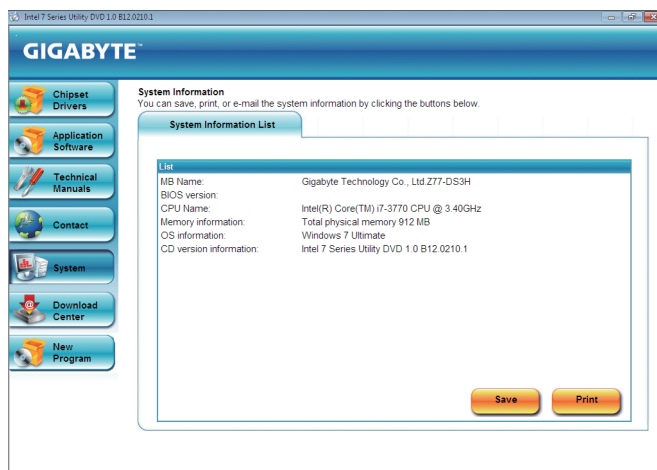 Intel 7 Series Utility DVD 1.0 B12.0210.1
GIGABYTE™
Chipset
Drivers
Application
Software
Technical
Manuals
Contact
System
Download
Center
New
Program
System Information
You can save, print, or e-mail the system information by clicking the buttons below.
System Information List
List
MB Name: Gigabyte Technology Co., Ltd.Z77-DS3H
BIOS version:
CPU Name: Intel(R) Core(TM) i7-3770 CPU @ 3.40GHz
Memory information: Total physical memory 912 MB
OS information: Windows 7 Ultimate
CD version information: Intel 7 Series Utility DVD 1.0 B12.0210.1
Save Print